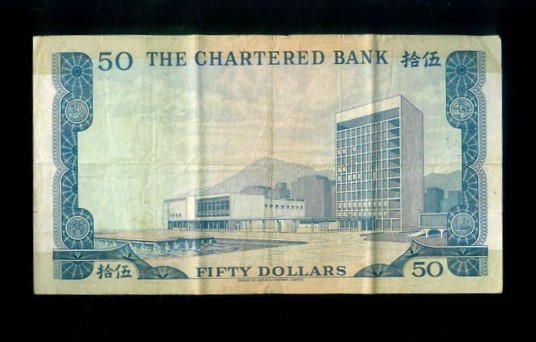 50 THE CHARTERED BANK 拾伍
拾伍 FIFTY DOLLARS 50